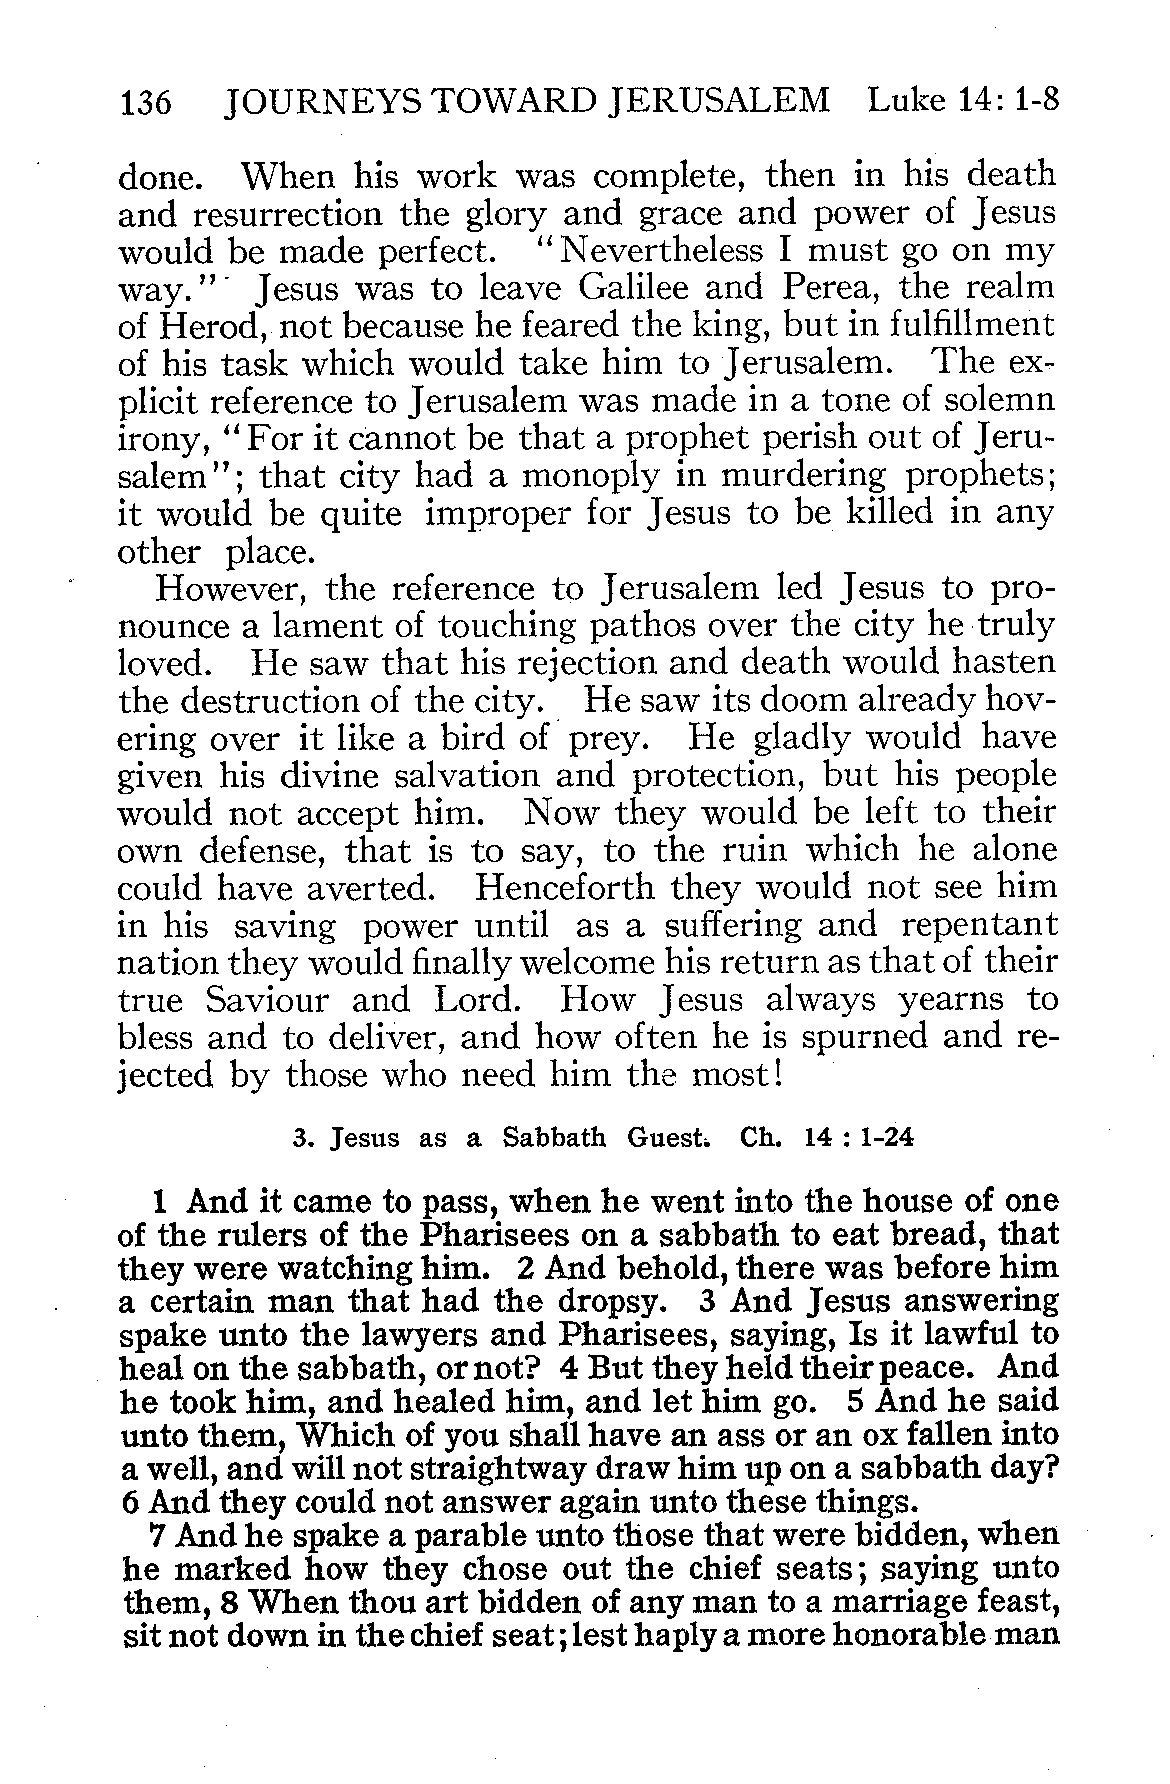 136 JOURNEYS TOWARD JERUSALEM Luke 14: 1-8
done. When his work was complete, then in his death
and resurrection the glory and grace and power of Jesus
would be made perfect. "Nevertheless I must go on my
way." Jesus was to leave Galilee and Perea, the realm
of Herod, not because he feared the king, but in fulfillment
of his task which would take him to Jerusalem. The ex-
plicit reference to Jerusalem was made in a tone of solemn
irony, "For it cannot be that a prophet perish out of Jeru-
salem"; that city had a monoply in murdering prophets;
it would be quite improper for Jesus to be killed in any
other place.
However, the reference to Jerusalem led Jesus to pro-
nounce a lament of touching pathos over the city he truly
loved. He saw that his rejection and death would hasten
the destruction of the city. He saw its doom already hov-
ering over it like a bird of prey. He gladly would have
given his divine salvation and protection, but his people
would not accept him. Now they would be left to their
own defense, that is to say, to the ruin which he alone
could have averted. Henceforth they would not see him
in his saving power until as a suffering and repentant
nation they would finally welcome his return as that of their
true Saviour and Lord. How Jesus always yearns to
bless and to deliver, and how often he is spurned and re-
jected by those who need him the most!
3. Jesus as a Sabbath Guest. Ch. 14 : 1-24
1 And it came to pass, when he went into the house of one
of the rulers of the Pharisees on a sabbath to eat bread, that
they were watching him. 2 And behold, there was before him
a certain man that had the dropsy. 3 And Jesus answering
spake unto the lawyers and Pharisees, saying, Is it lawful to
heal on the sabbath, or not? 4 But they held their peace. And
he took him, and healed him, and let him go. 5 And he said
unto them, Which of you shall have an ass or an ox fallen into
a well, and will not straightway draw him up on a sabbath day?
6 And they could not answer again unto these things.
7 And he spake a parable unto those that were bidden, when
he marked how they chose out the chief seats; saying unto
them, 8 When thou art bidden of any man to a marriage feast,
sit not down in the chief seat; lest haply a more honorable man